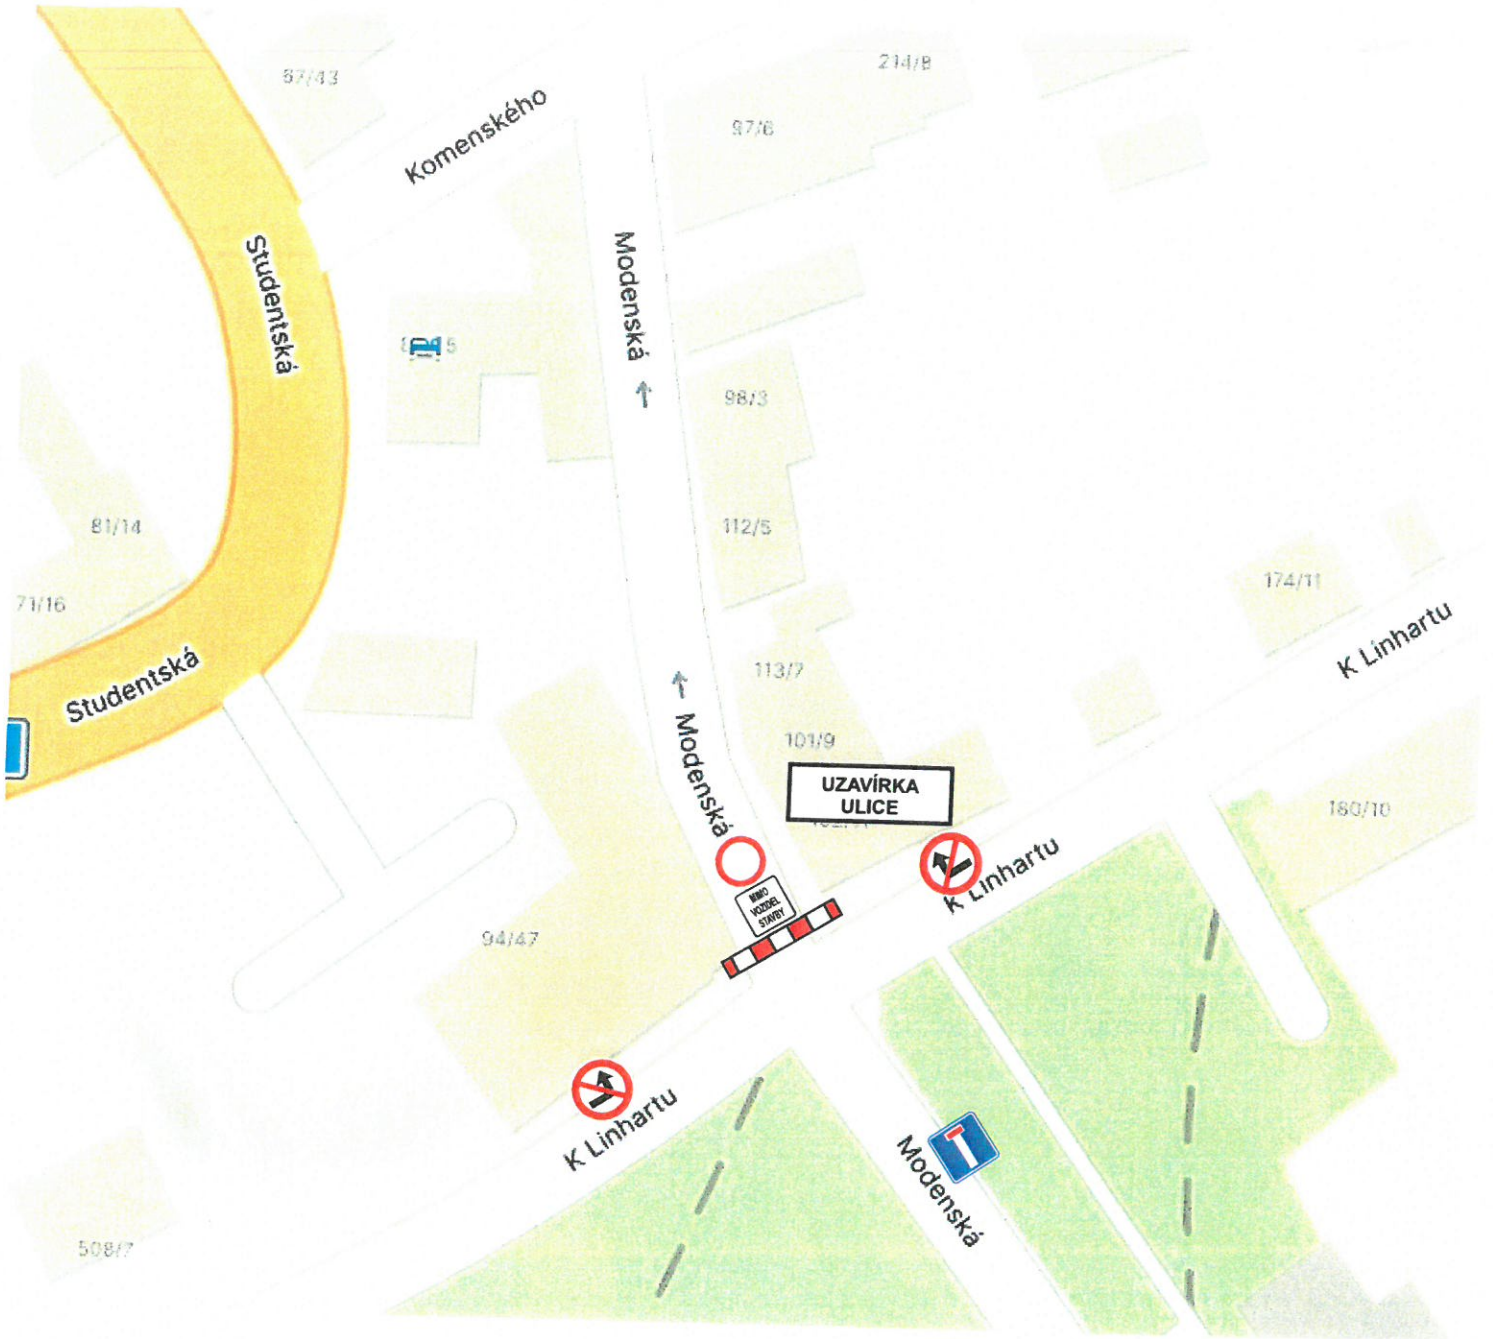 67/43
214/8
97/6
Komenského
Studentská
Modenská
98/3
81/14
112/5
174/11
71/16
K Linhartu
Studentská
113/7
101/9
Modenská
UZAVÍRKA
ULICE
180/10
K Linhartu
MIMO
VOZIDEL
STAVBY
94/47
K Linhartu
Modenská
508/7